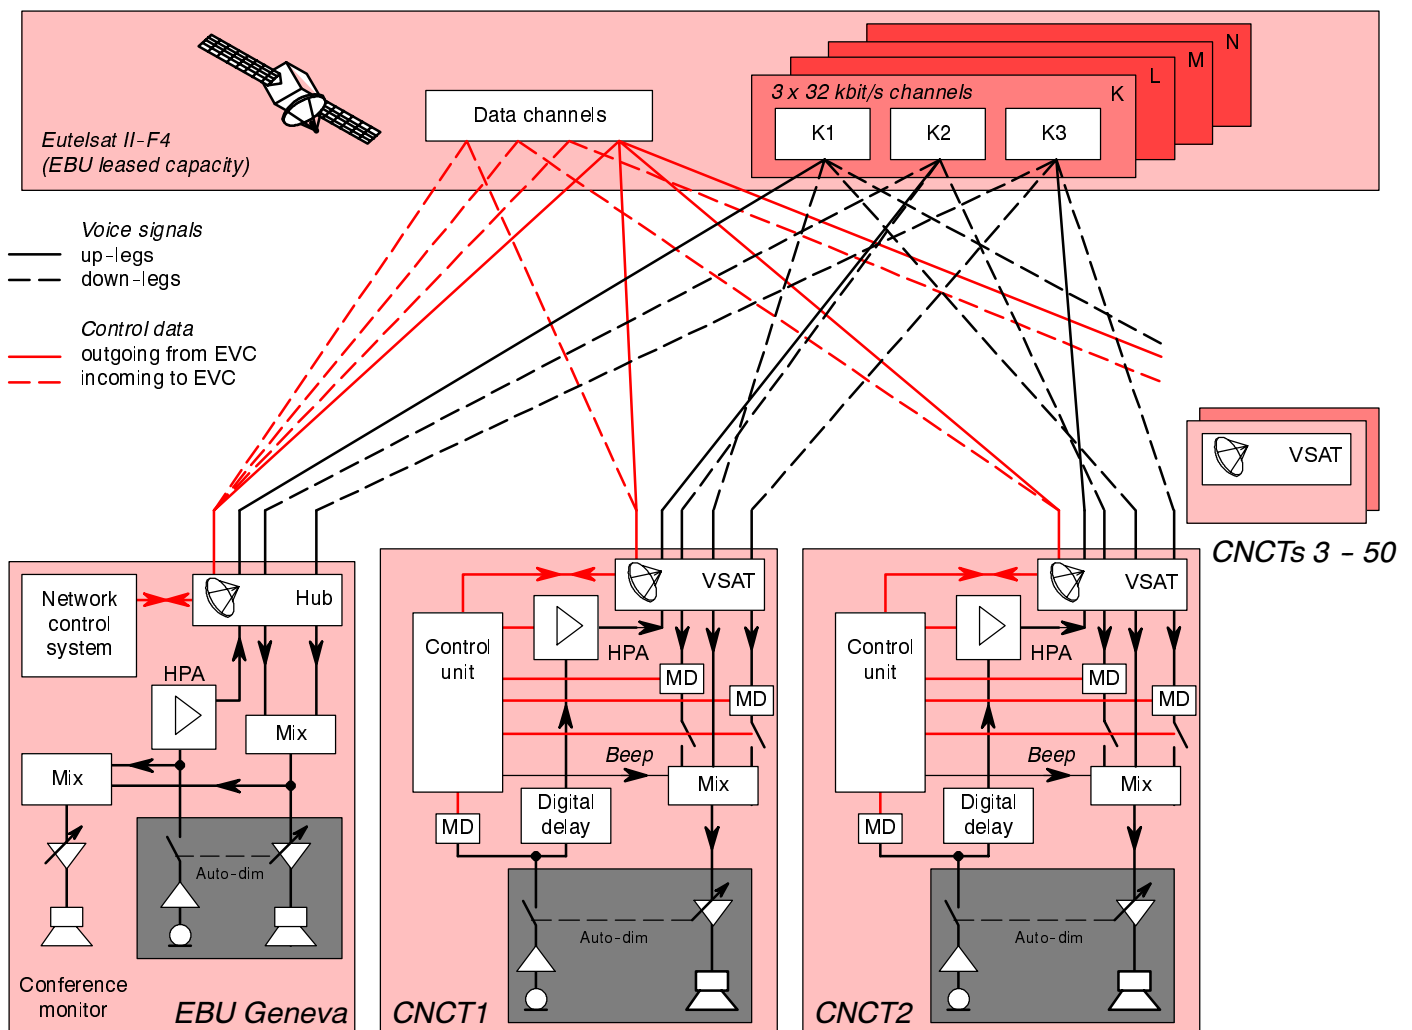 N
M
L
K
3 x 32 kbit/s channels
K1
K2
K3
Data channels
Eutelsat II-F4
(EBU leased capacity)
Voice signals
up-legs
down-legs
Control data
outgoing from EVC
incoming to EVC
VSAT
CNCTs 3 - 50
Network
control
system
Hub
HPA
Mix
Mix
Auto-dim
Conference
monitor
EBU Geneva
VSAT
Control
unit
HPA
MD
MD
Beep
Mix
MD
Digital
delay
Auto-dim
CNCT1
VSAT
Control
unit
HPA
MD
MD
Beep
Mix
MD
Digital
delay
Auto-dim
CNCT2